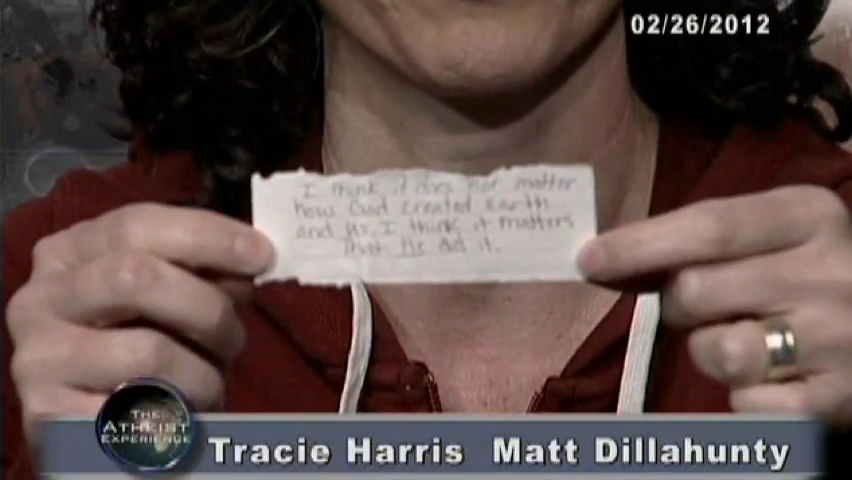 02/26/2012
I think it does not matter
how God created Earth
and us. I think it matters
that He did it.
THE
ATHEIST
EXPERIENCE
Tracie Harris Matt Dillahunty